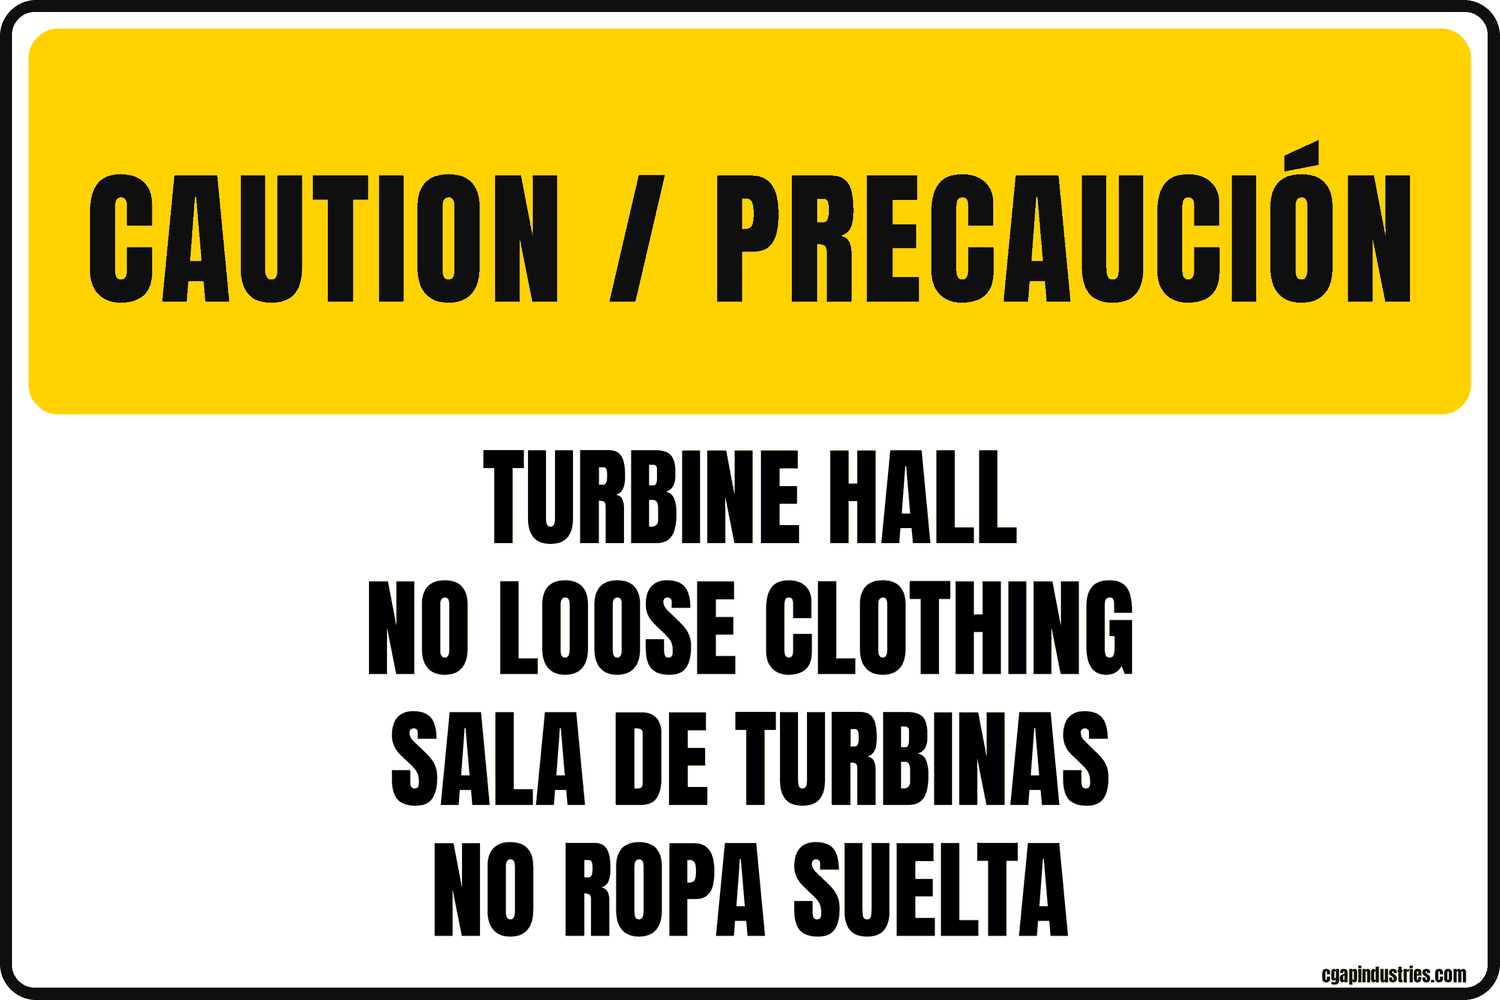 CAUTION / PRECAUCIÓN
TURBINE HALL
NO LOOSE CLOTHING
SALA DE TURBINAS
NO ROPA SUELTA
cgapindustries.com